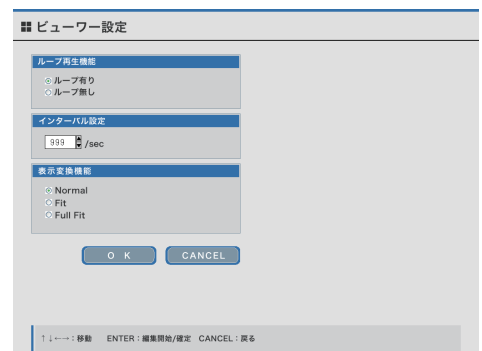 ビューワー設定
ループ再生機能
ループ有り
ループ無し
インターバル設定
999 /sec
表示変換機能
Normal
Fit
Full Fit
O K CANCEL
↑↓←→：移動 ENTER：編集開始/確定 CANCEL：戻る